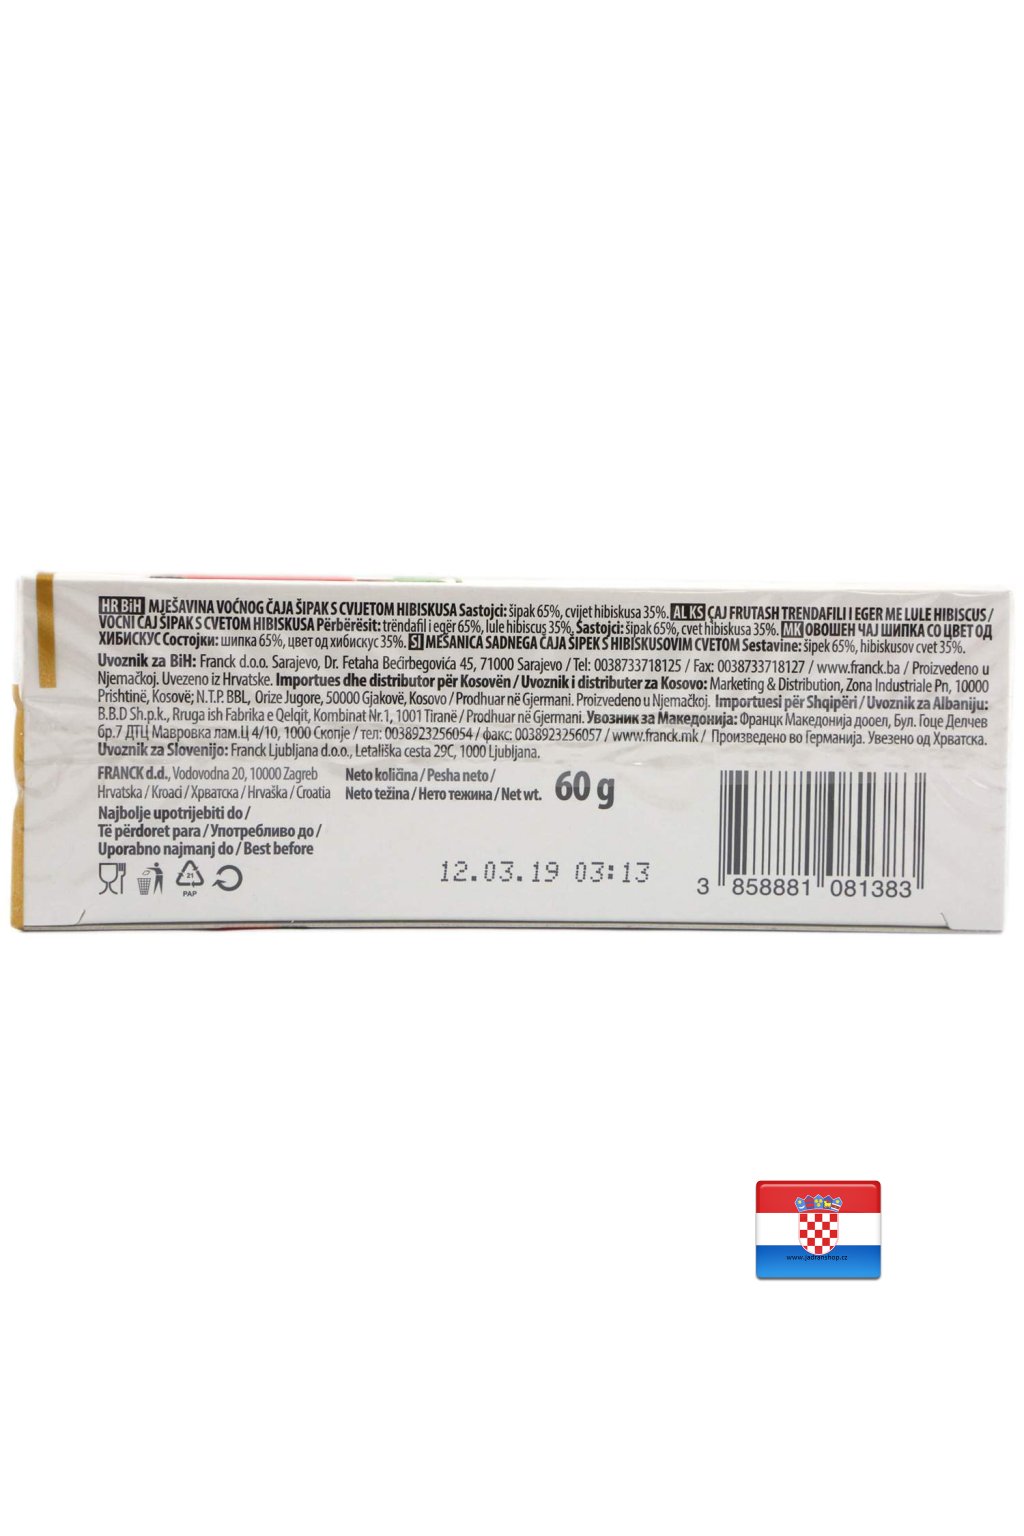 HR BiH MJEŠAVINA VOĆNOG ČAJA ŠIPAK S CVIJETOM HIBISKUSA Sastojci: šipak 65%, cvijet hibiskusa 35%. AL KS ÇAJ FRUTASH TRENDAFILI I EGER ME LULE HIBISCUS /
VOĆNI ČAJ ŠIPAK S CVETOM HIBISKUSA Përbërësit: trëndafil i egër 65%, lule hibiscus 35%, Sastojci: šipak 65%, cvet hibiskusa 35%. MK ОВОШЕН ЧАЈ ШИПКА СО ЦВЕТ ОД
ХИБИСКУС Состојки: шипка 65%, цвет од хибискус 35%. SI MEŠANICA SADNEGA ČAJA ŠIPEK S HIBISKUSOVIM CVETOM Sestavine: šipek 65%, hibiskusov cvet 35%.
Uvoznik za BiH: Franck d.o.o. Sarajevo, Dr. Fetaha Bećirbegovića 45, 71000 Sarajevo / Tel: 0038733718125 / Fax: 0038733718127 / www.franck.ba / Proizvedeno u
Njemačkoj. Uvezeno iz Hrvatske. Importues dhe distributor për Kosovën / Uvoznik i distributer za Kosovo: Marketing & Distribution, Zona Industriale Pn, 10000
Prishtinë, Kosovë; N.T.P. BBL, Orize Jugore, 50000 Gjakovë, Kosovo / Prodhuar në Gjermani. Proizvedeno u Njemačkoj. Importuesi për Shqipëri / Uvoznik za Albaniju:
B.B.D Sh.p.k., Rruga ish Fabrika e Qelqit, Kombinat Nr.1, 1001 Tiranë / Prodhuar në Gjermani. Увозник за Македонија: Францк Македонија дооел, Бул. Гоце Делчев
бр.7 ДТЦ Мавровка лам.Ц 4/10, 1000 Скопје / тел: 0038923256054 / факс: 0038923256057 / www.franck.mk / Произведено во Германија. Увезено од Хрватска.
Uvoznik za Slovenijo: Franck Ljubljana d.o.o., Letališka cesta 29C, 1000 Ljubljana.
FRANCK d.d., Vodovodna 20, 10000 Zagreb
Hrvatska / Kroaci / Хрватска / Hrvaška / Croatia
Neto količina / Pesha neto /
Neto težina / Нето тежина / Net wt. 60 g
Najbolje upotrijebiti do /
Të përdoret para / Употребливо до /
Uporabno najmanj do / Best before
21
PAP
12.03.19 03:13
3 858881 081383
www.jadranshop.cz